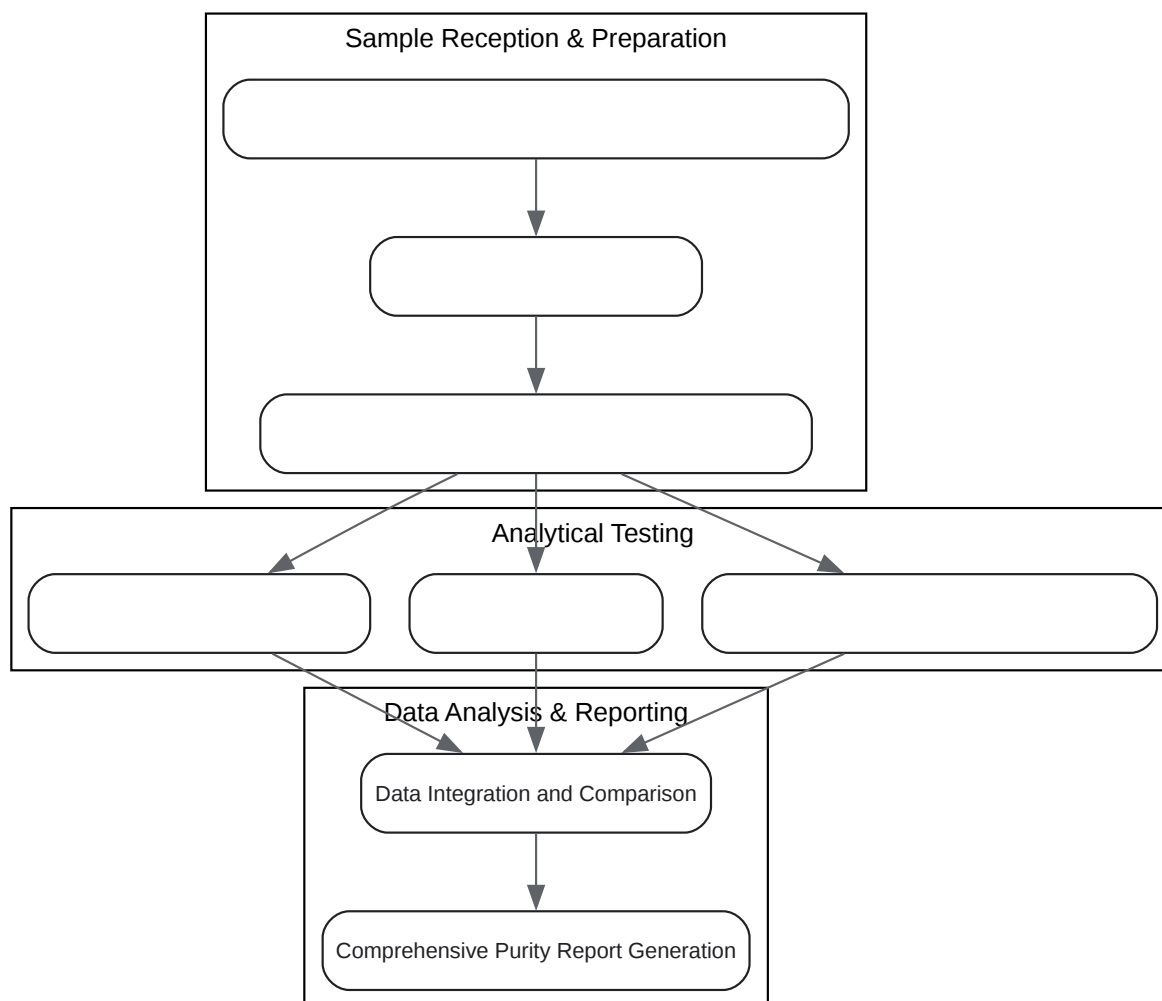 Sample Reception & Preparation
Analytical Testing
Data Analysis & Reporting
Data Integration and Comparison
Comprehensive Purity Report Generation